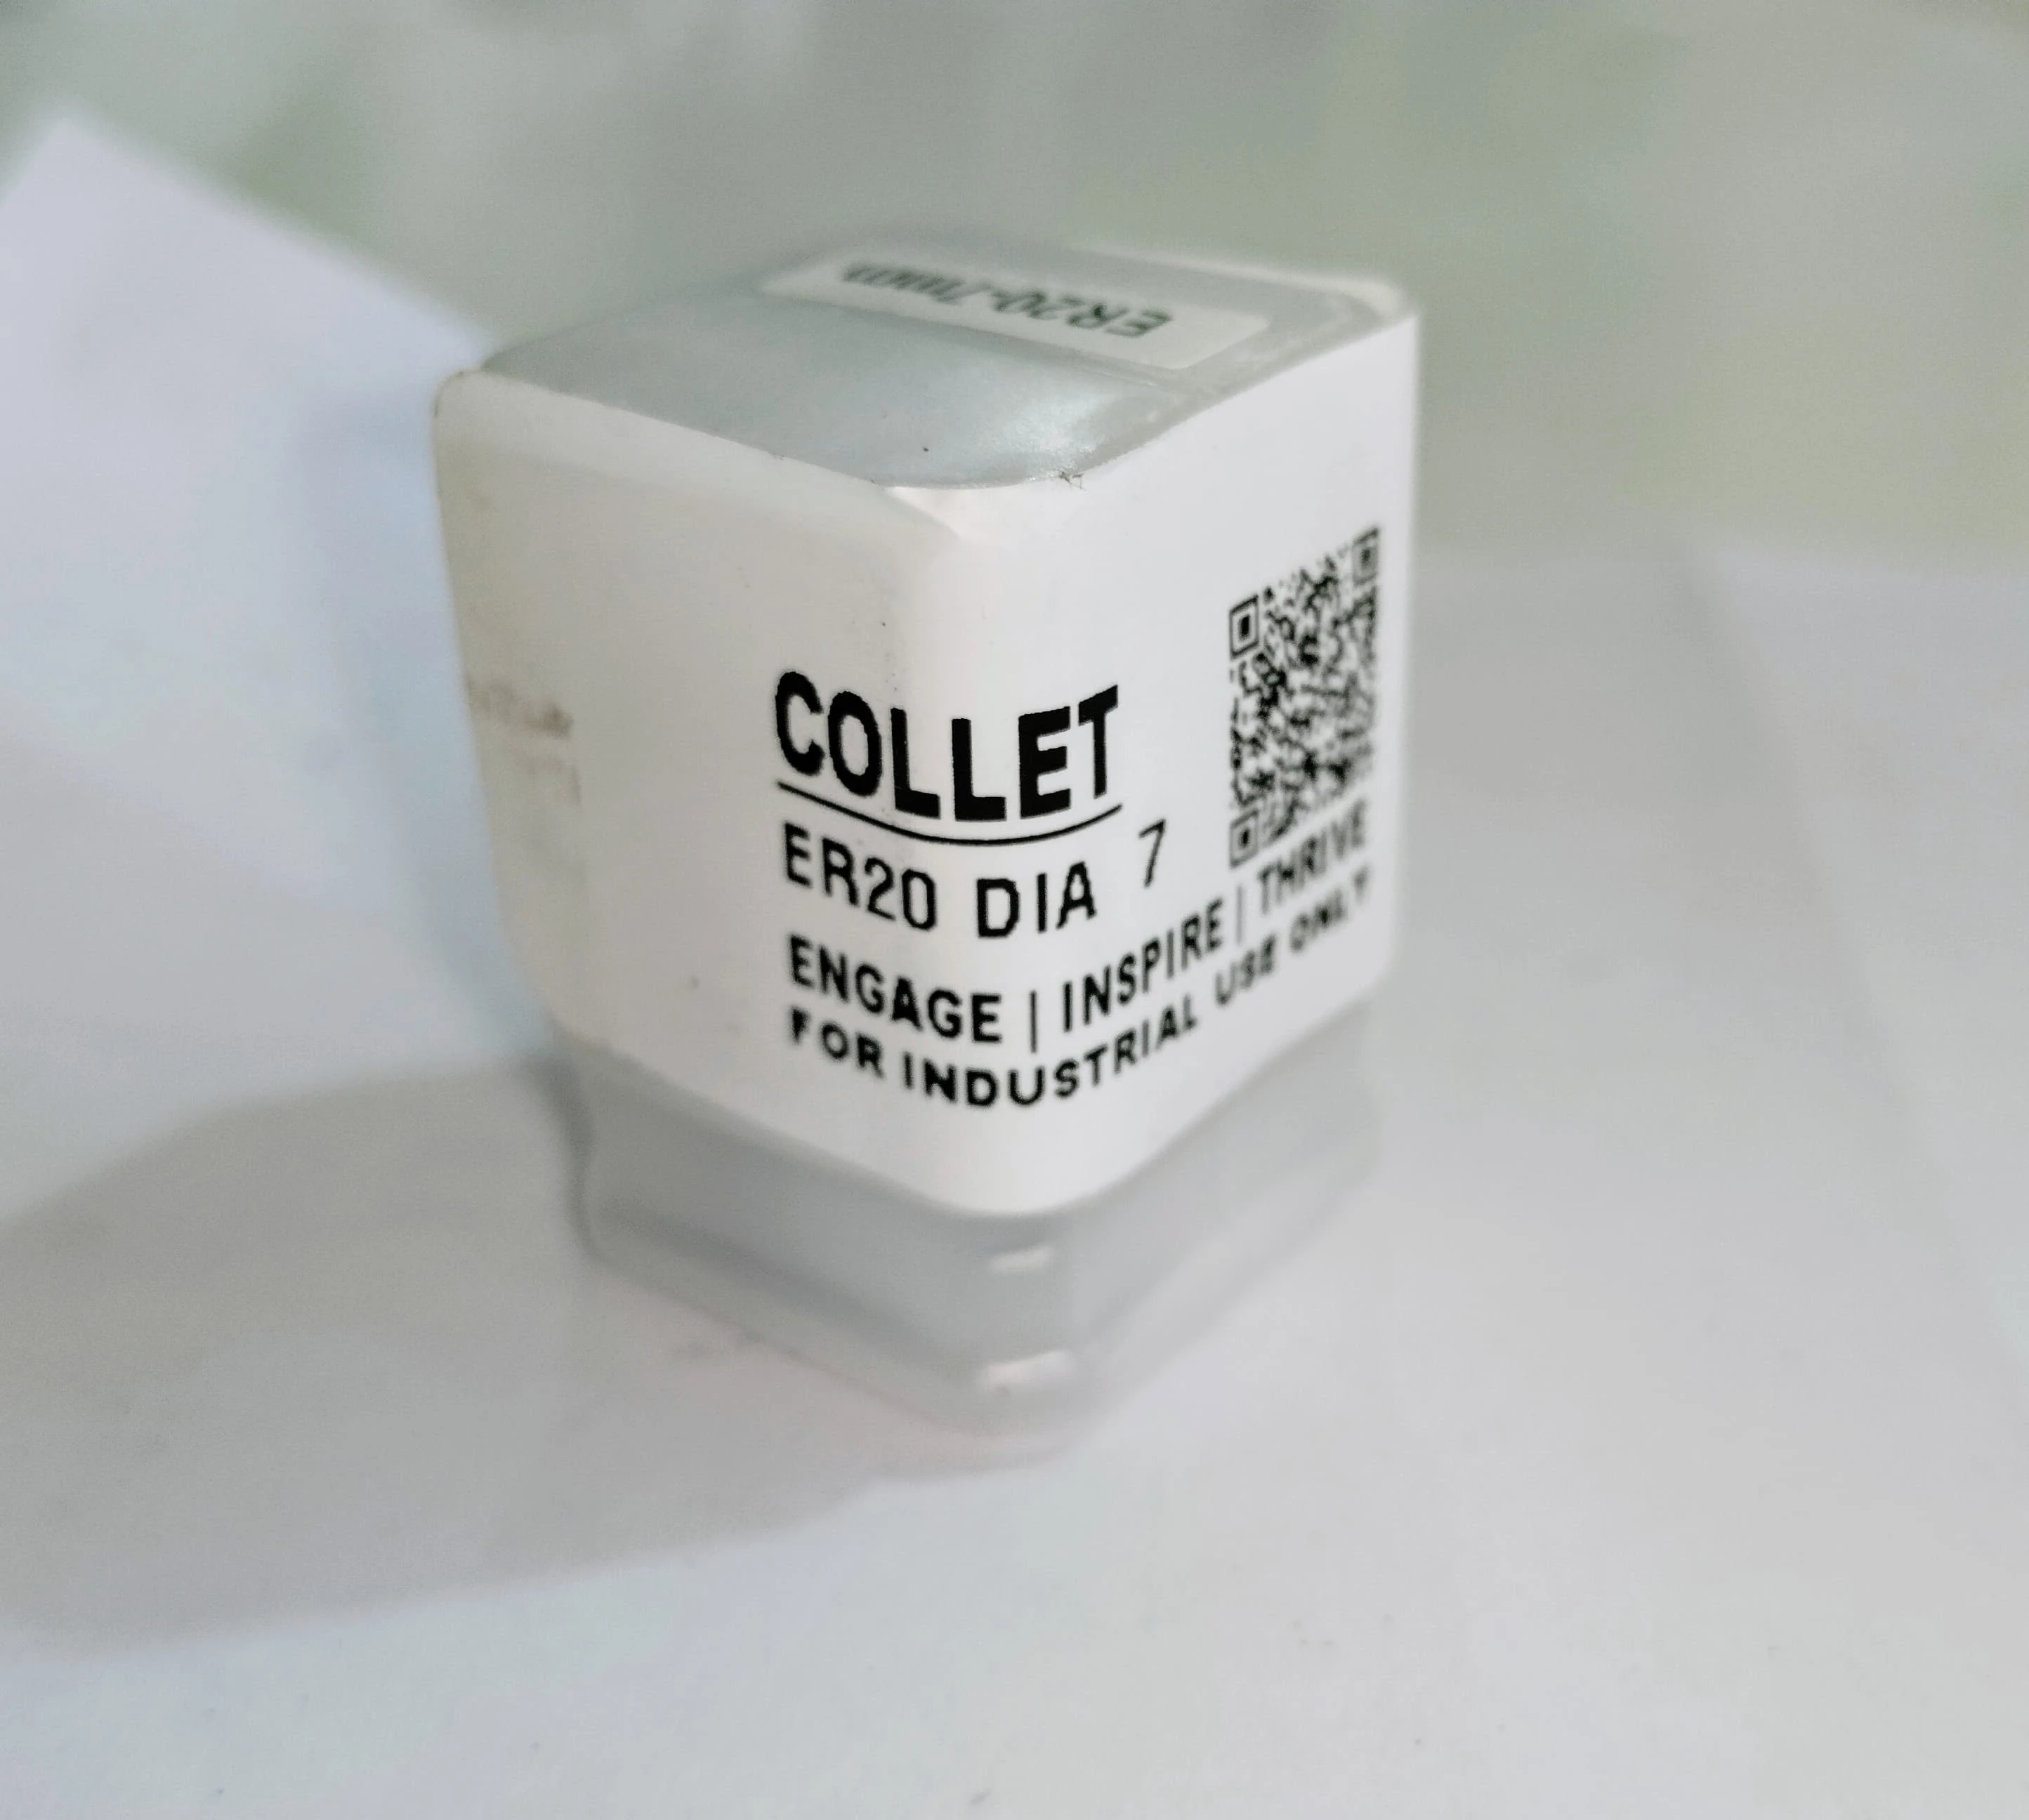 ER20-7mm
COLLET
ER20 DIA 7
ENGAGE | INSPIRE | THRIVE
FOR INDUSTRIAL USE ONLY